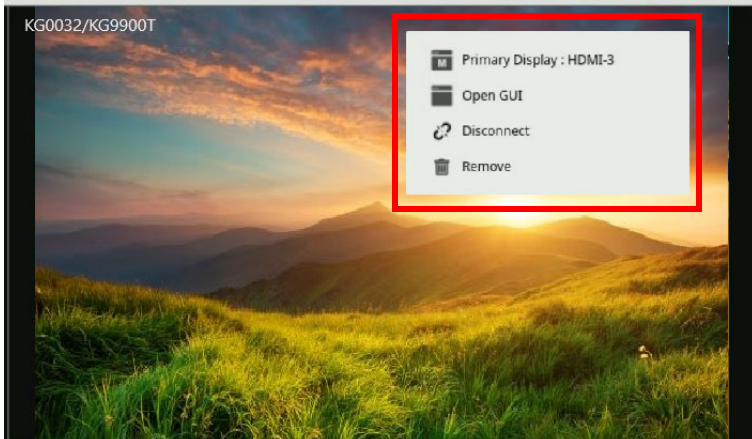 KG0032/KG9900T
M
Primary Display : HDMI-3
Open GUI
Disconnect
Remove